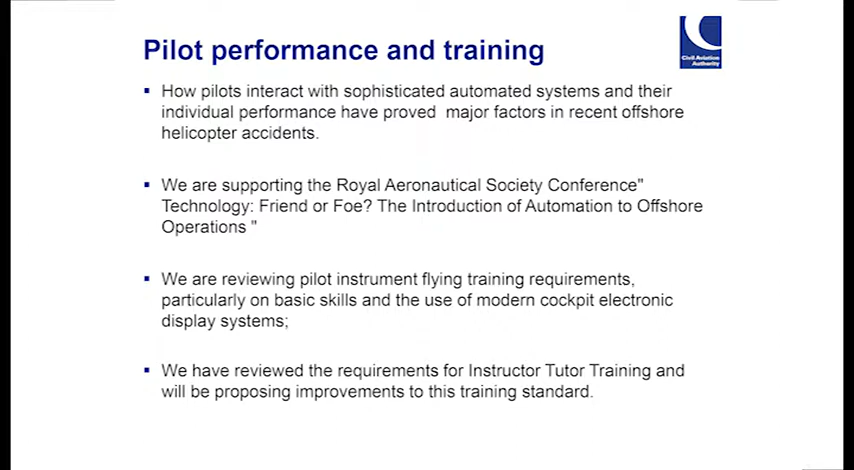 Pilot performance and training
Civil Aviation
Authority
▪ How pilots interact with sophisticated automated systems and their
individual performance have proved  major factors in recent offshore
helicopter accidents.
▪ We are supporting the Royal Aeronautical Society Conference"
Technology: Friend or Foe? The Introduction of Automation to Offshore
Operations "
▪ We are reviewing pilot instrument flying training requirements,
particularly on basic skills and the use of modern cockpit electronic
display systems;
▪ We have reviewed the requirements for Instructor Tutor Training and
will be proposing improvements to this training standard.